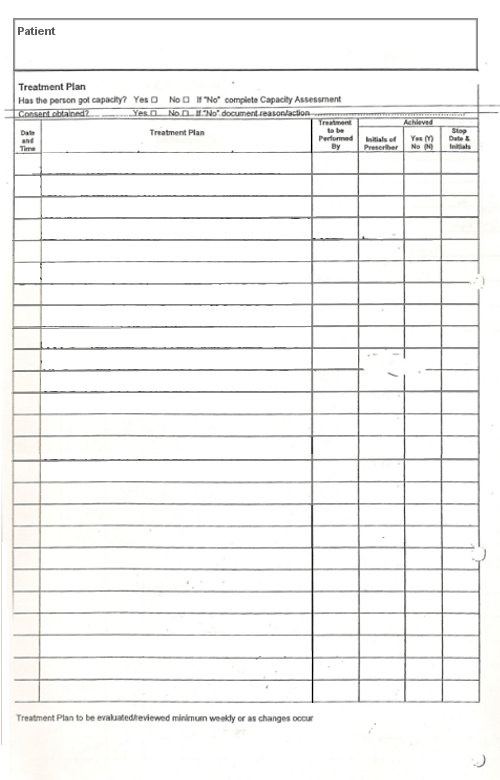 Patient
Treatment Plan
Has the person got capacity? Yes ☐ No ☐ If "No" complete Capacity Assessment
Consent obtained? Yes ☐ No ☐ If "No" document reason/action ..............................
Date and Time
Treatment Plan
Treatment to be Performed By
Achieved
Initials of Prescriber
Yes (Y) No (N)
Stop Date & Initials
Treatment Plan to be evaluated/reviewed minimum weekly or as changes occur